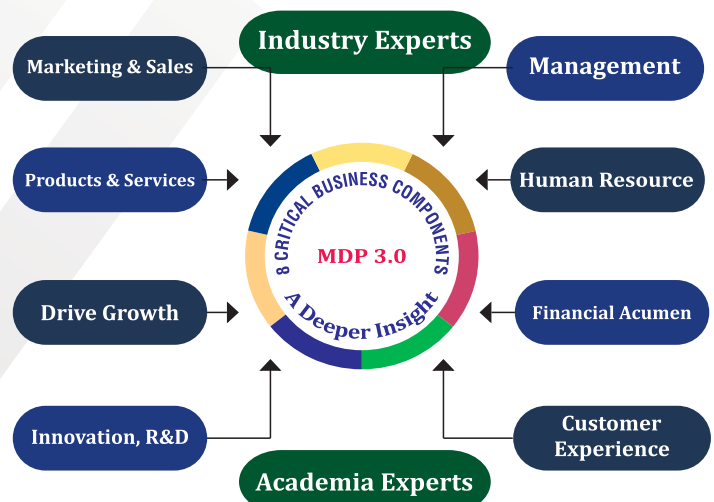 Industry Experts
Marketing & Sales
Management
Products & Services
Human Resource
8 CRITICAL BUSINESS COMPONENTS
MDP 3.0
A Deeper Insight
Drive Growth
Financial Acumen
Innovation, R&D
Customer
Experience
Academia Experts